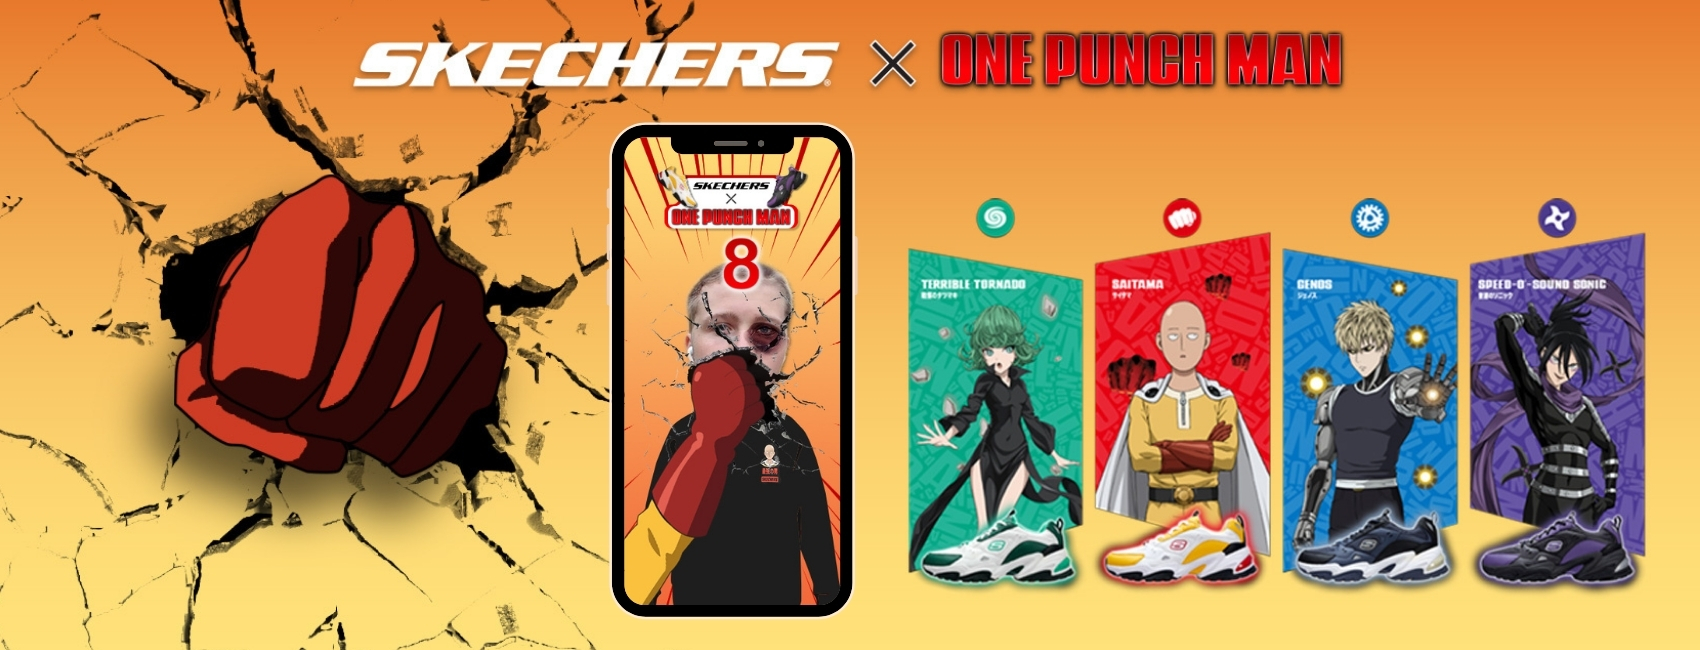 SKECHERS X ONE PUNCH MAN
SKECHERS
X
ONE PUNCH MAN
8
TERRIBLE TORNADO
戦慄のタツマキ
SAITAMA
サイタマ
GENOS
ジェノス
SPEED-O'-SOUND SONIC
音速のソニック